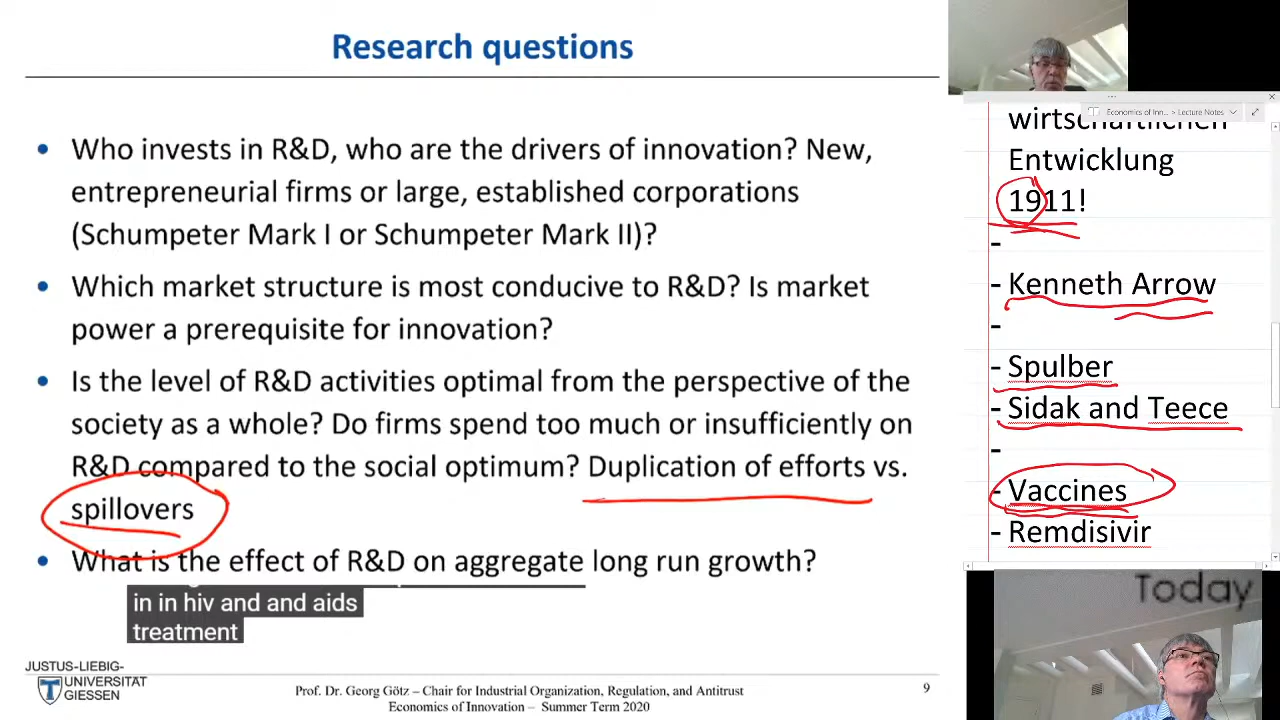 Research questions
Who invests in R&D, who are the drivers of innovation? New,
entrepreneurial firms or large, established corporations
(Schumpeter Mark I or Schumpeter Mark II)?
Which market structure is most conducive to R&D? Is market
power a prerequisite for innovation?
Is the level of R&D activities optimal from the perspective of the
society as a whole? Do firms spend too much or insufficiently on
R&D compared to the social optimum? Duplication of efforts vs.
spillovers
What is the effect of R&D on aggregate long run growth?
in in hiv and and aids
treatment
JUSTUS-LIEBIG-
UNIVERSITAT
GIESSEN
Prof. Dr. Georg Götz – Chair for Industrial Organization, Regulation, and Antitrust
Economics of Innovation – Summer Term 2020
9
Economics of Inn... > Lecture Notes
wirtschaftlichen
Entwicklung
1911!
-
- Kenneth Arrow
-
- Spulber
- Sidak and Teece
-
- Vaccines
- Remdisivir
Today